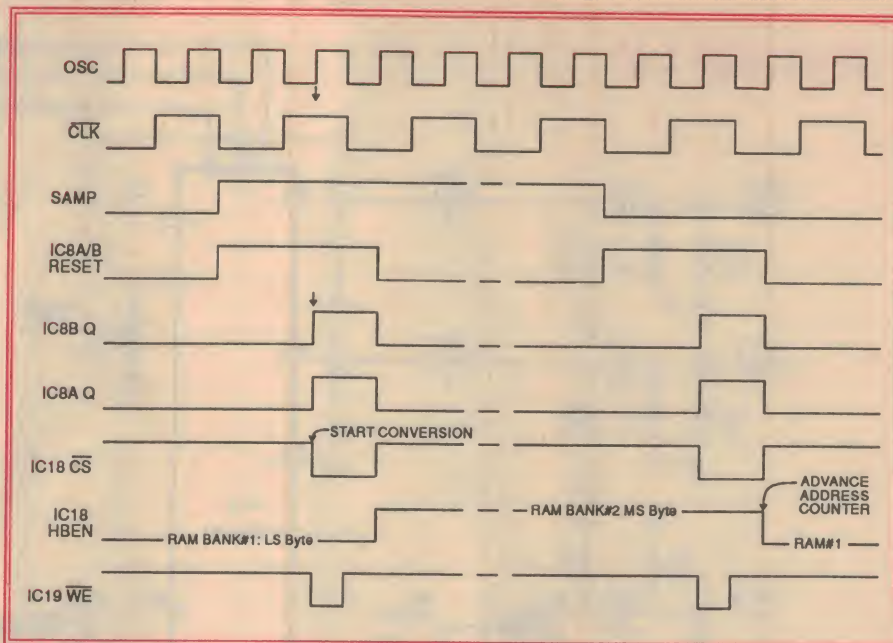 OSC
CLK
SAMP
IC8A/B
RESET
IC8B Q
IC8A Q
START CONVERSION
IC18 CS
ADVANCE
ADDRESS
COUNTER
IC18
HBEN
RAM BANK#2 MS Byte
RAM BANK#1: LS Byte
RAM#1
IC19 WE